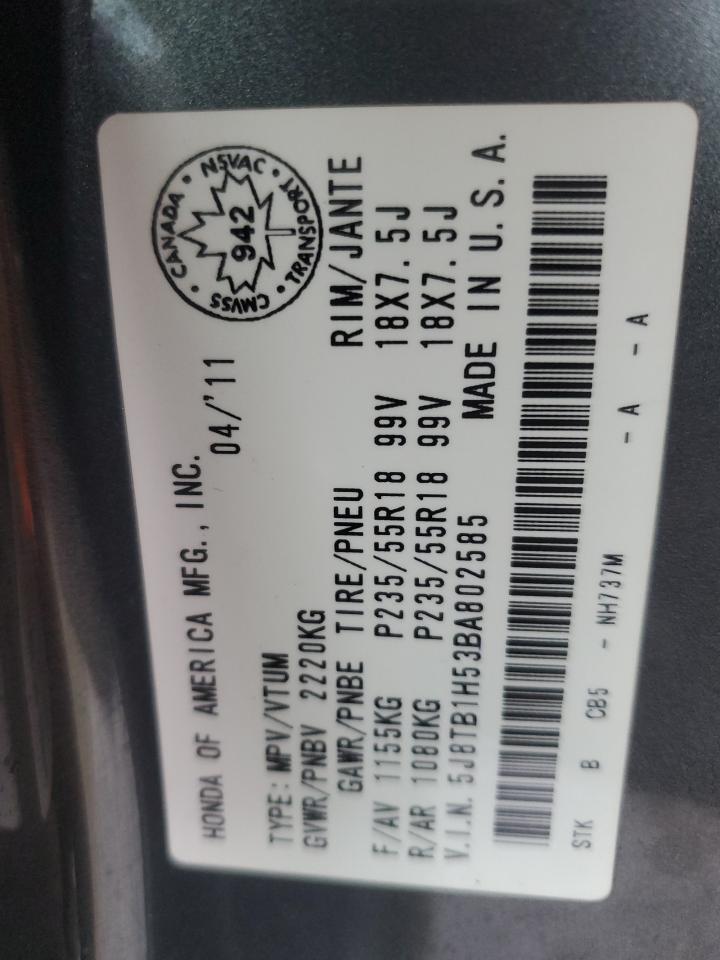 HONDA OF AMERICA MFG., INC.
04/'11
CANADA • NSVAC • TRANSPORT • CMVSS •
942
TYPE: MPV/VTUM
GVWR/PNBV 2220KG
GAWR/PNBE TIRE/PNEU RIM/JANTE
F/AV 1155KG P235/55R18 99V 18X7.5J
R/AR 1080KG P235/55R18 99V 18X7.5J
V.I.N. 5J8TB1H53BA802585 MADE IN U.S.A.
STK B CB5 - NH737M - A - A